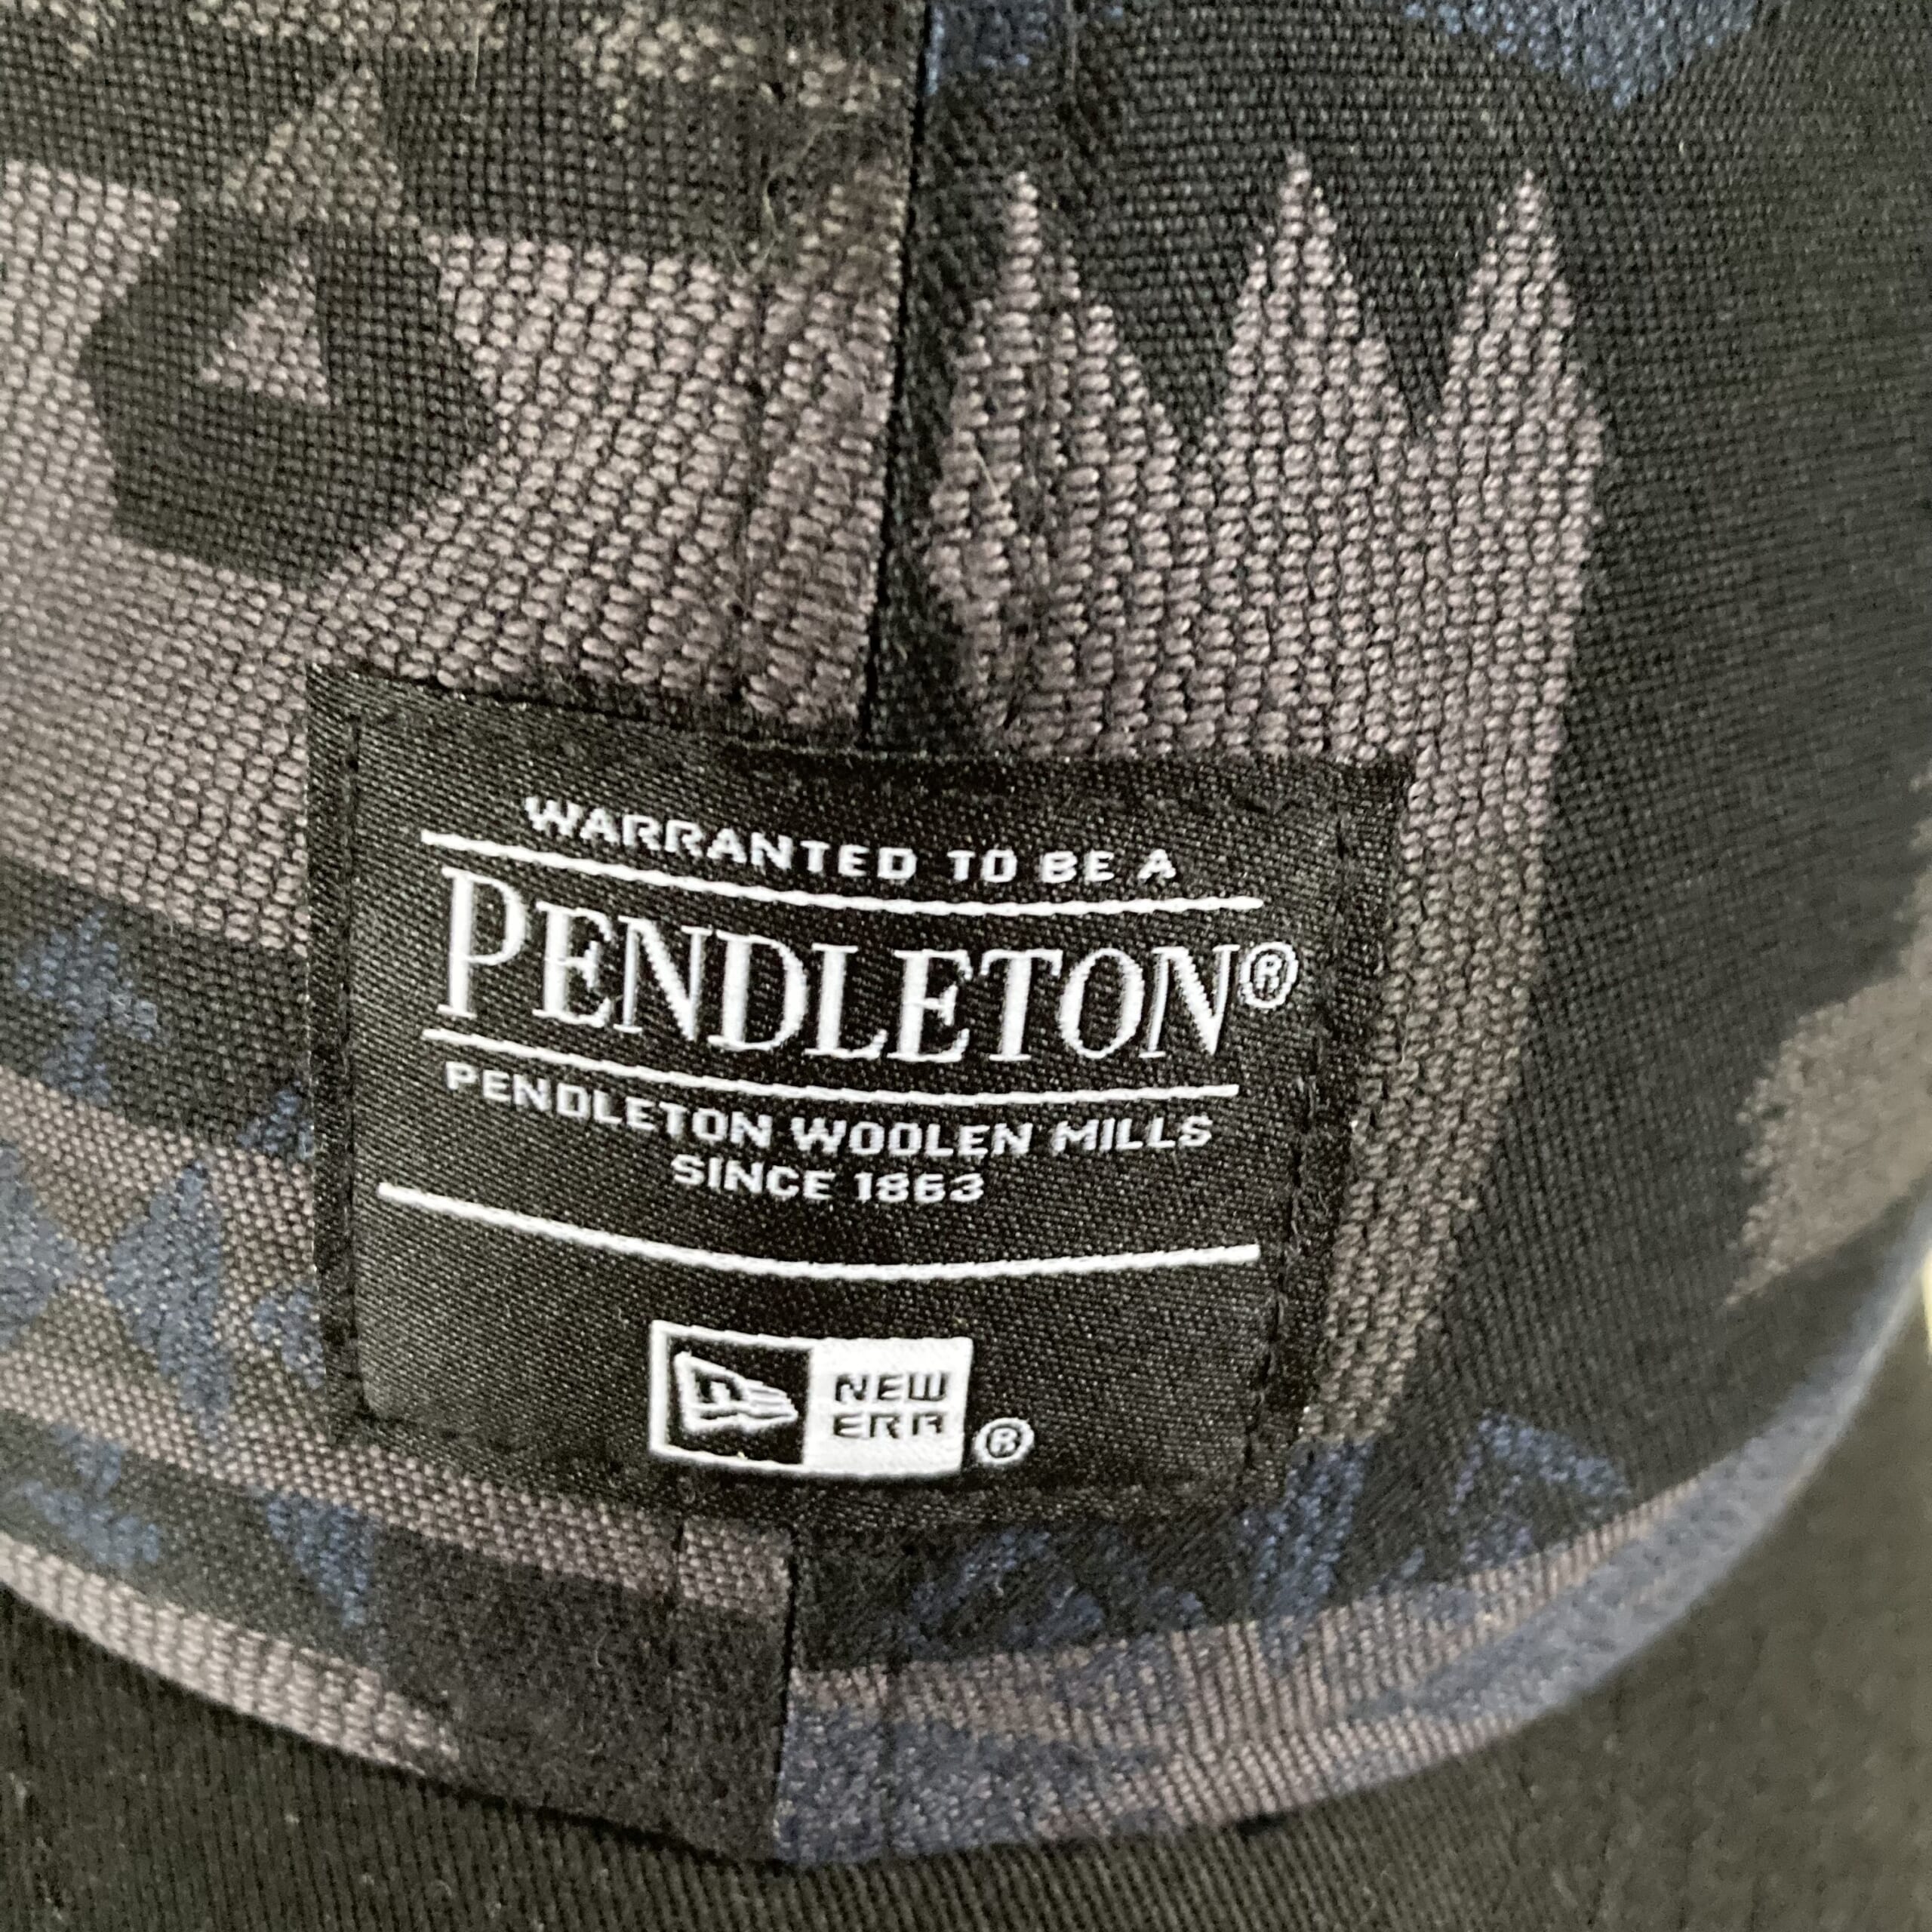 WARRANTED TO BE A
PENDLETON®
PENDLETON WOOLEN MILLS
SINCE 1863
NEW
ERA
®